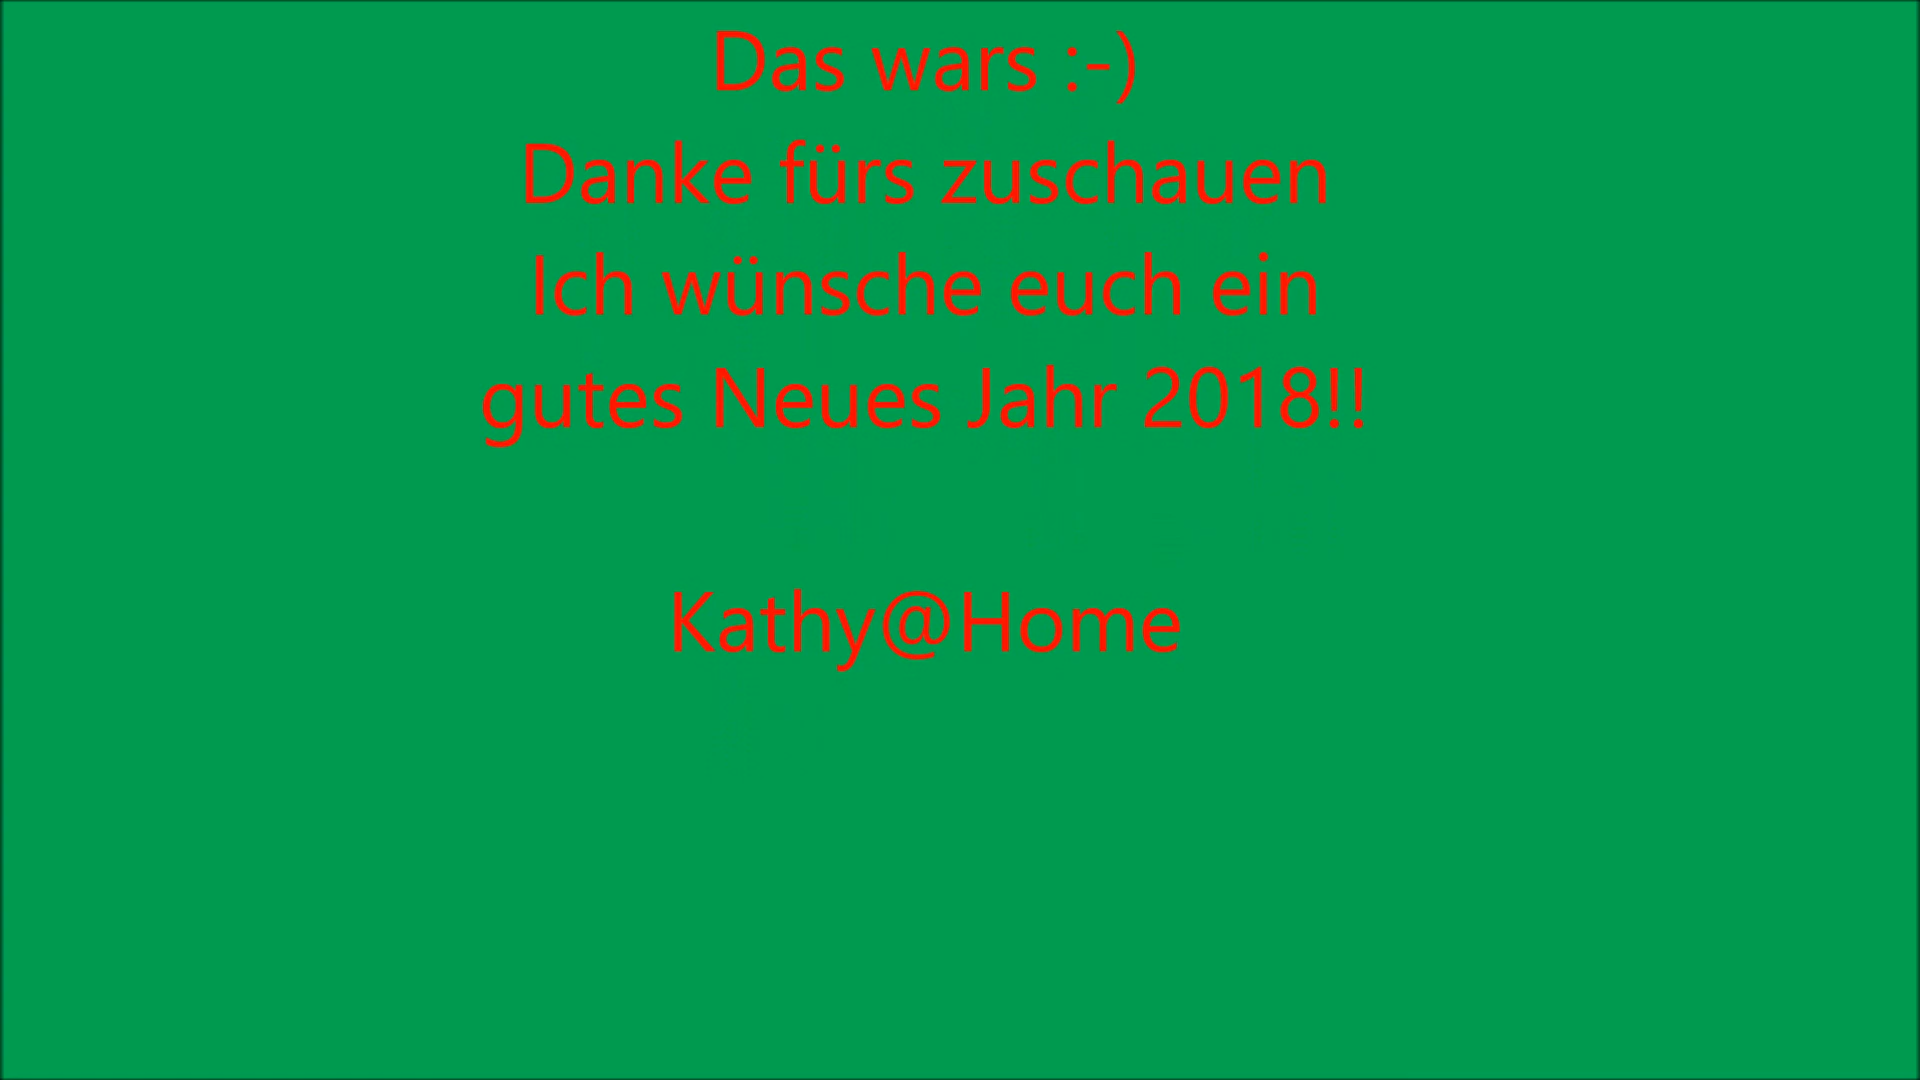 Das wars :-)
Danke fürs zuschauen
Ich wünsche euch ein
gutes Neues Jahr 2018!!
Kathy@Home